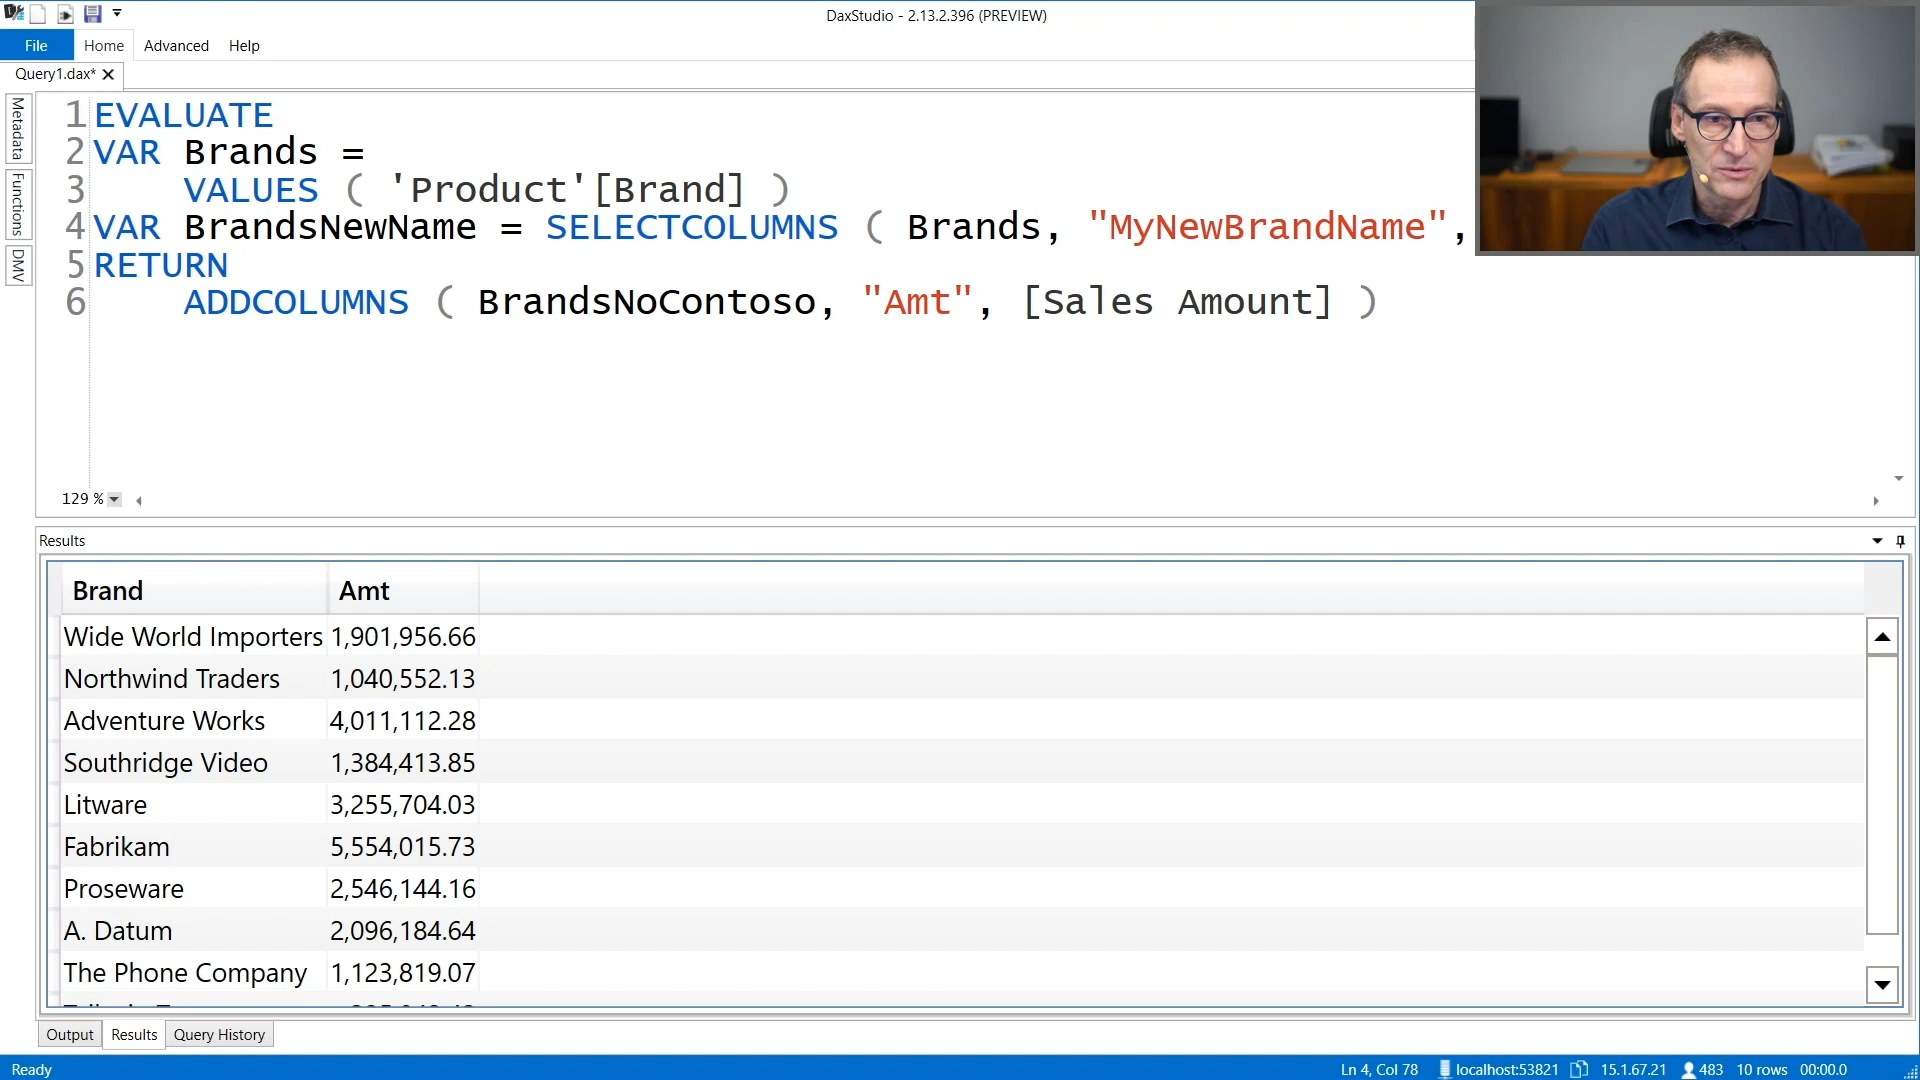 DaxStudio - 2.13.2.396 (PREVIEW)
File Home Advanced Help
Query1.dax*
Metadata
Functions
DMV
1 EVALUATE
2 VAR Brands =
3 VALUES ( 'Product'[Brand] )
4 VAR BrandsNewName = SELECTCOLUMNS ( Brands, "MyNewBrandName",
5 RETURN
6 ADDCOLUMNS ( BrandsNoContoso, "Amt", [Sales Amount] )
129 %
Results
Brand Amt
Wide World Importers 1,901,956.66
Northwind Traders 1,040,552.13
Adventure Works 4,011,112.28
Southridge Video 1,384,413.85
Litware 3,255,704.03
Fabrikam 5,554,015.73
Proseware 2,546,144.16
A. Datum 2,096,184.64
The Phone Company 1,123,819.07
Output Results Query History
Ready Ln 4, Col 78 localhost:53821 15.1.67.21 483 10 rows 00:00.0